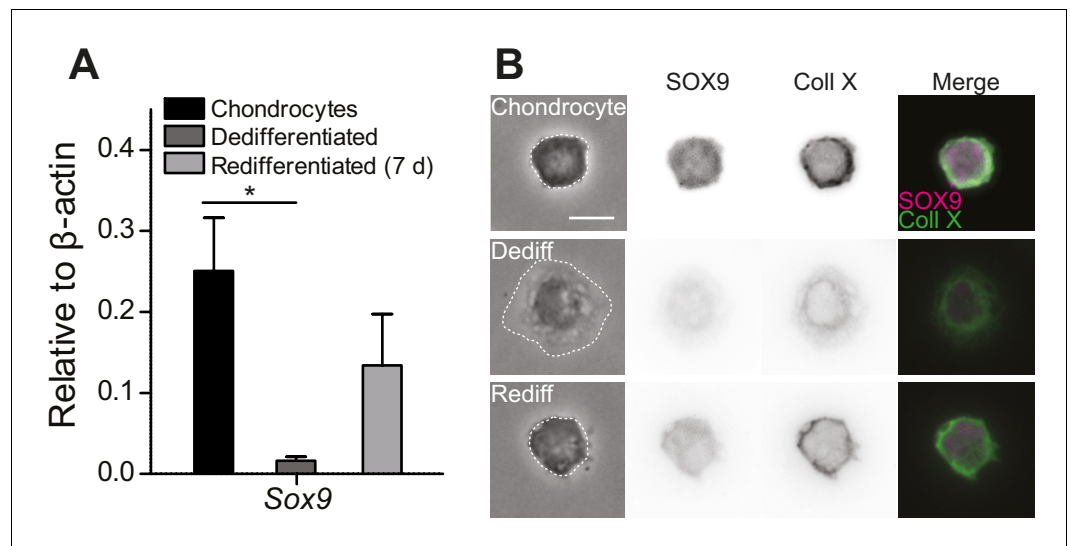 A
Chondrocytes
Dedifferentiated
Redifferentiated (7 d)
Relative to β-actin
0.4
0.3
0.2
0.1
0.0
*
Sox9
B
SOX9
Coll X
Merge
Chondrocyte
SOX9
Coll X
Dediff
Rediff